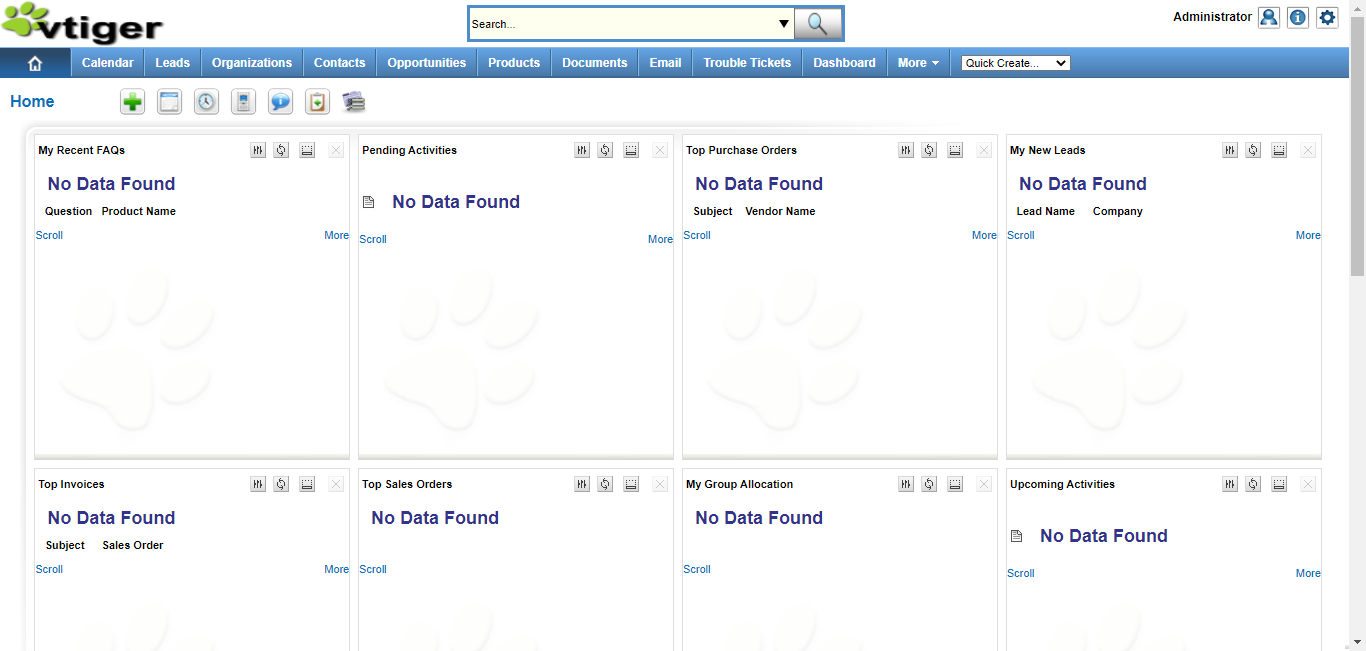 vtiger
Search...
Administrator
Calendar Leads Organizations Contacts Opportunities Products Documents Email Trouble Tickets Dashboard More Quick Create...
Home
My Recent FAQs
No Data Found
Question Product Name
Scroll More
Pending Activities
No Data Found
Scroll More
Top Purchase Orders
No Data Found
Subject Vendor Name
Scroll More
My New Leads
No Data Found
Lead Name Company
Scroll More
Top Invoices
No Data Found
Subject Sales Order
Scroll More
Top Sales Orders
No Data Found
Scroll
My Group Allocation
No Data Found
Scroll
Upcoming Activities
No Data Found
Scroll More